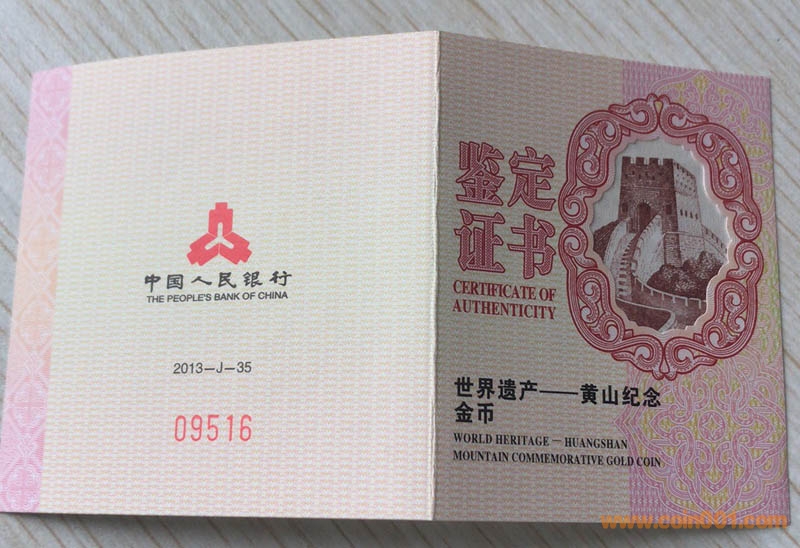 中国人民银行
THE PEOPLE'S BANK OF CHINA
2013—J—35
09516
鉴定
证书
CERTIFICATE OF
AUTHENTICITY
世界遗产——黄山纪念
金币
WORLD HERITAGE — HUANGSHAN
MOUNTAIN COMMEMORATIVE GOLD COIN
www.coin001.com